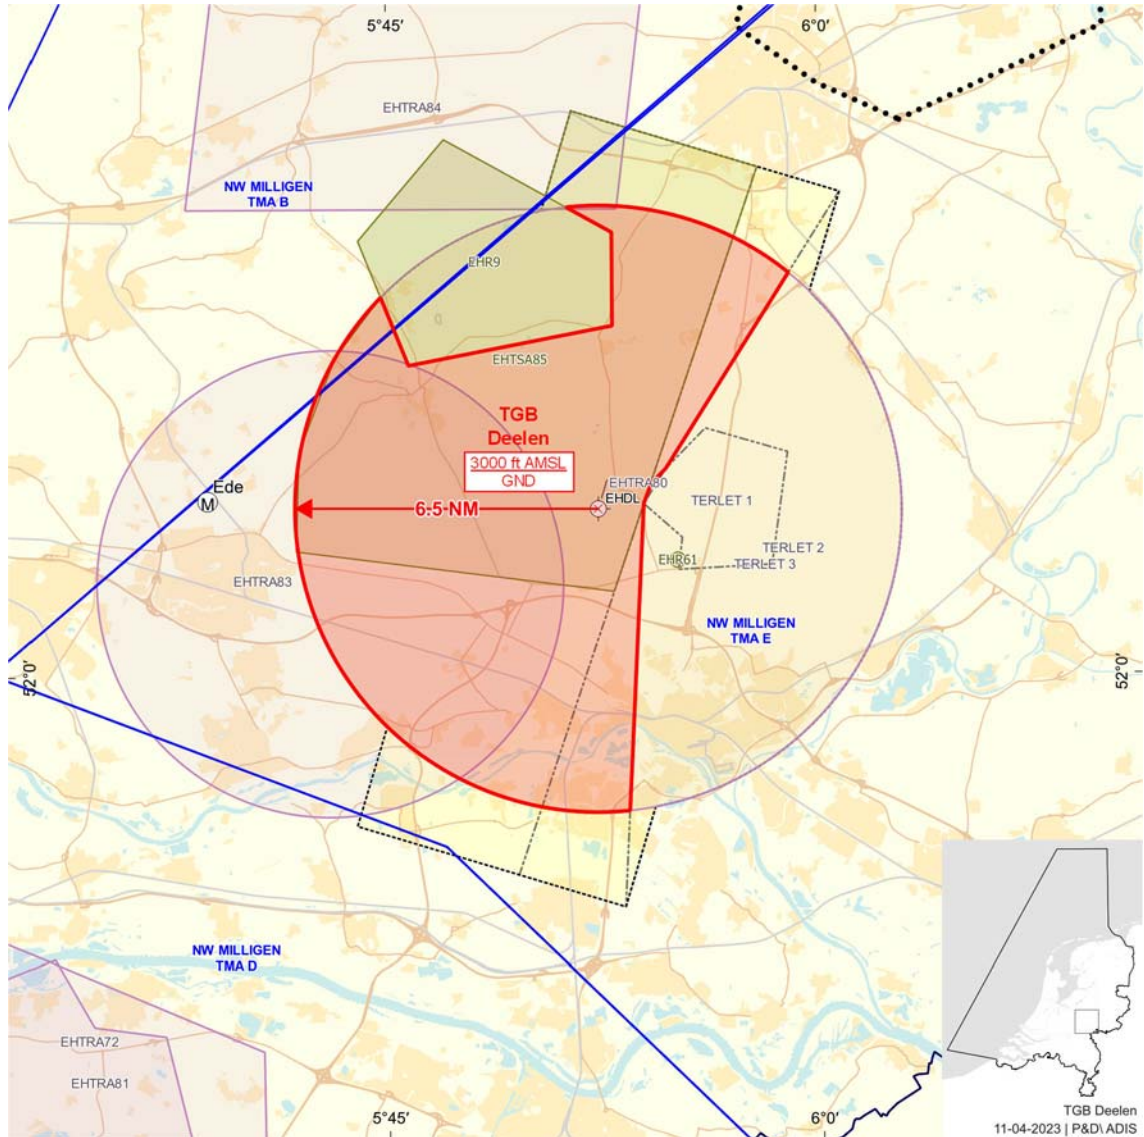 5°45′
6°0′
EHTRA84
NW MILLIGEN
TMA B
EHR9
EHTSA85
TGB
Deelen
3000 ft AMSL
GND
EHTRA80
EHDL
6.5 NM
Ede
M
TERLET 1
TERLET 2
TERLET 3
EHR61
EHTRA83
NW MILLIGEN
TMA E
52°0′
52°0′
NW MILLIGEN
TMA D
EHTRA72
EHTRA81
5°45′
6°0′
TGB Deelen
11-04-2023 | P&D\ ADIS